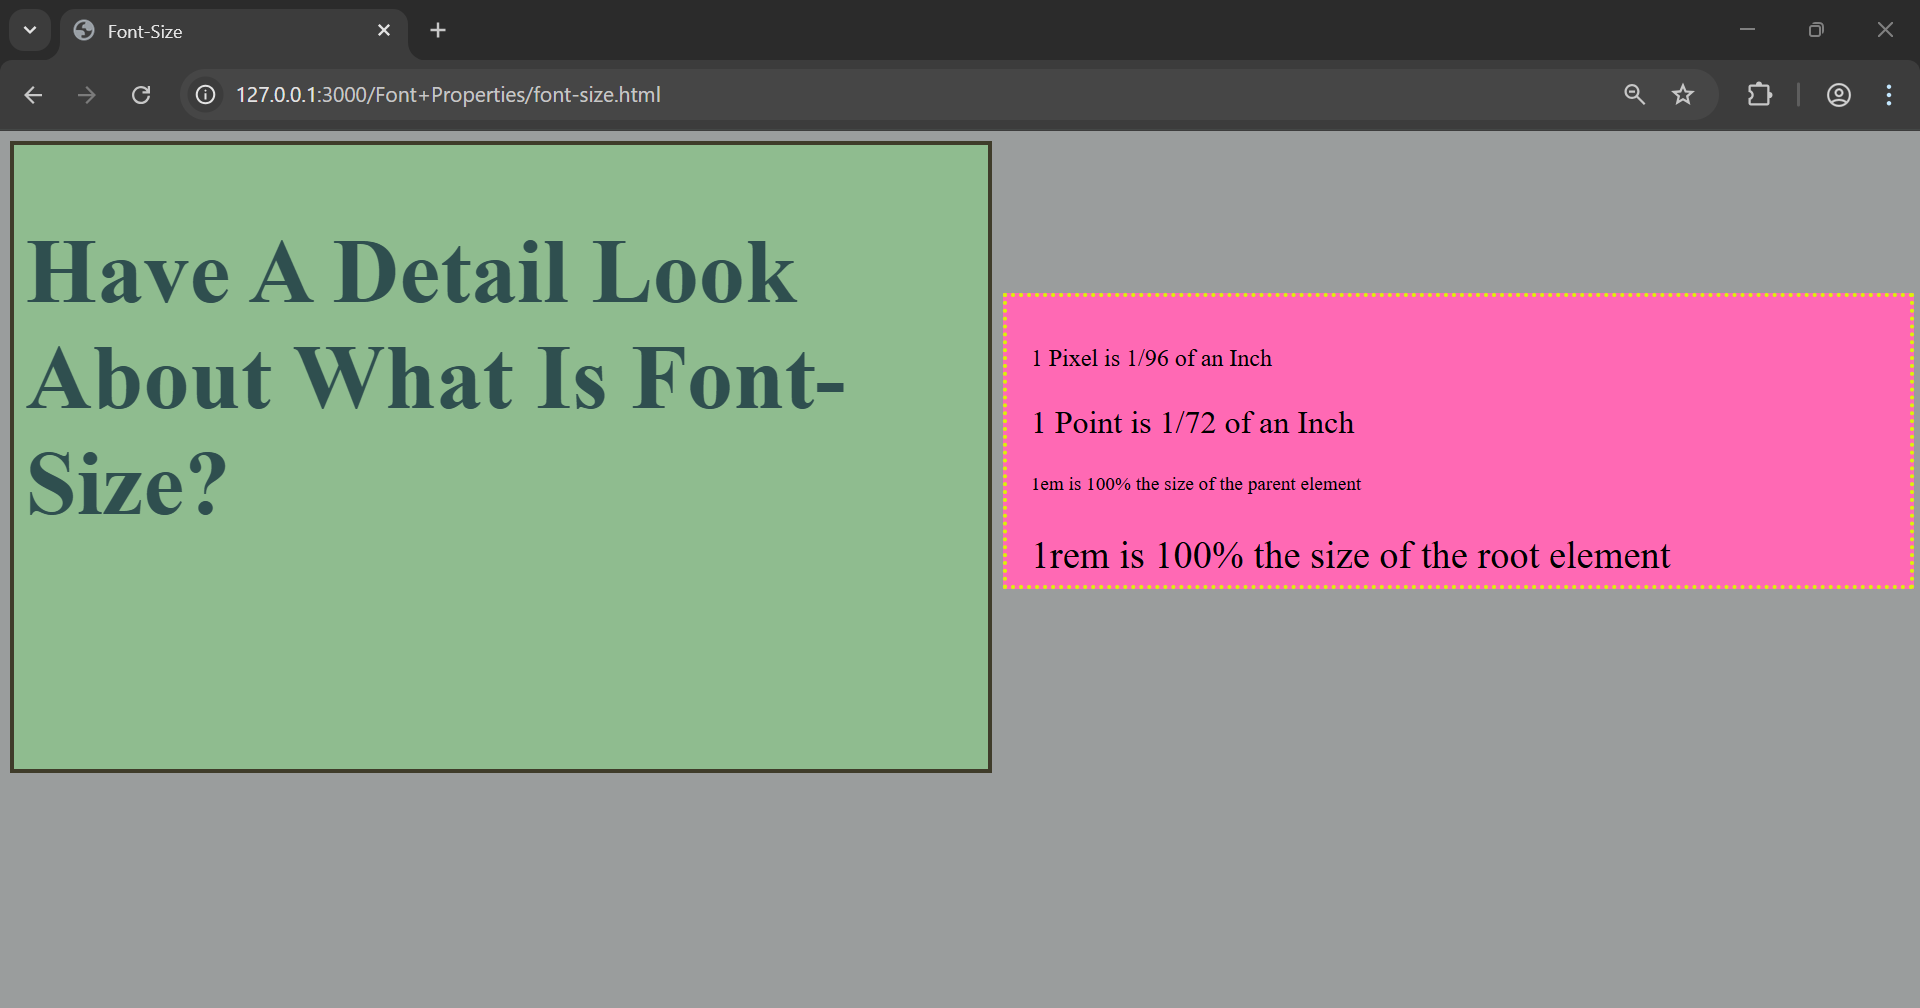 Font-Size
127.0.0.1:3000/Font+Properties/font-size.html
Have A Detail Look
About What Is Font-
Size?
1 Pixel is 1/96 of an Inch
1 Point is 1/72 of an Inch
1em is 100% the size of the parent element
1rem is 100% the size of the root element